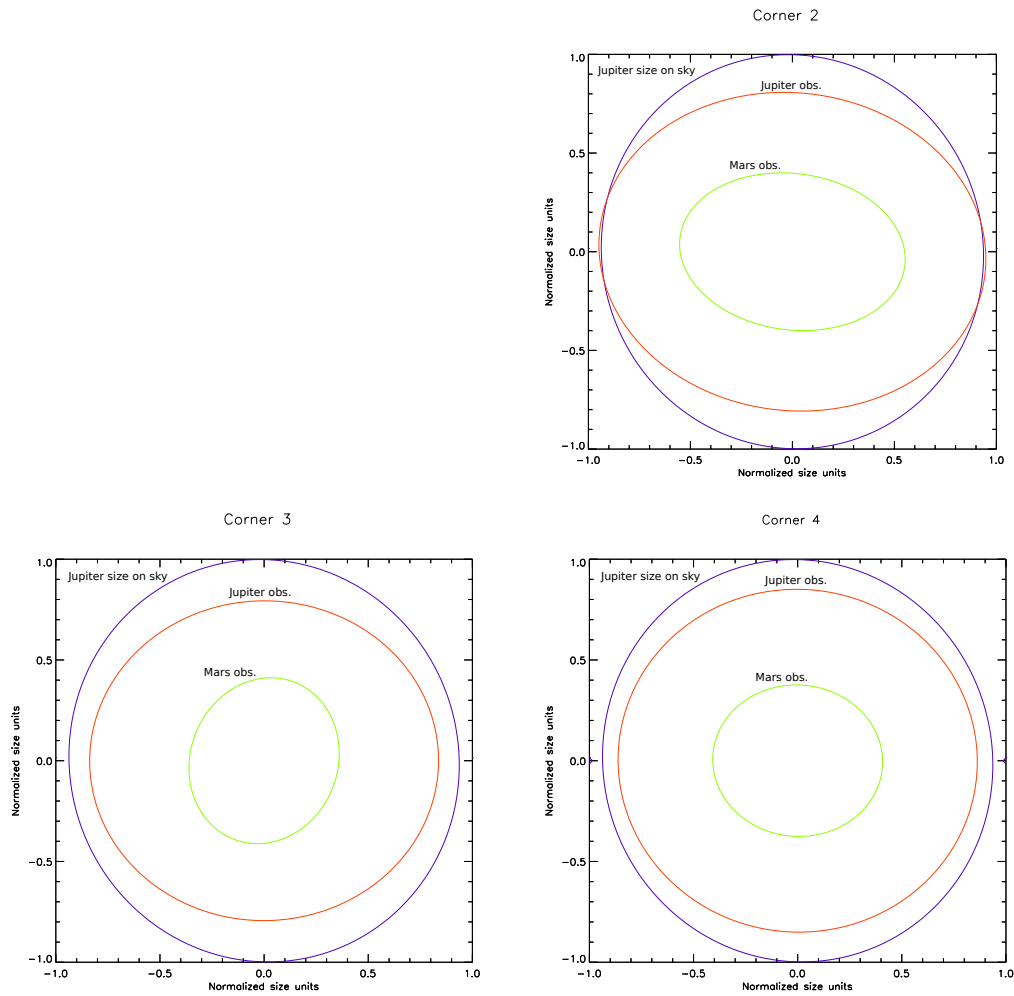 Corner 2
1.0
Jupiter size on sky
Jupiter obs.
0.5
Mars obs.
Normalized size units
0.0
−0.5
−1.0
−1.0 −0.5 0.0 0.5 1.0
Normalized size units
Corner 3
1.0
Jupiter size on sky
Jupiter obs.
0.5
Mars obs.
Normalized size units
0.0
−0.5
−1.0
−1.0 −0.5 0.0 0.5 1.0
Normalized size units
Corner 4
1.0
Jupiter size on sky
Jupiter obs.
0.5
Mars obs.
Normalized size units
0.0
−0.5
−1.0
−1.0 −0.5 0.0 0.5 1.0
Normalized size units